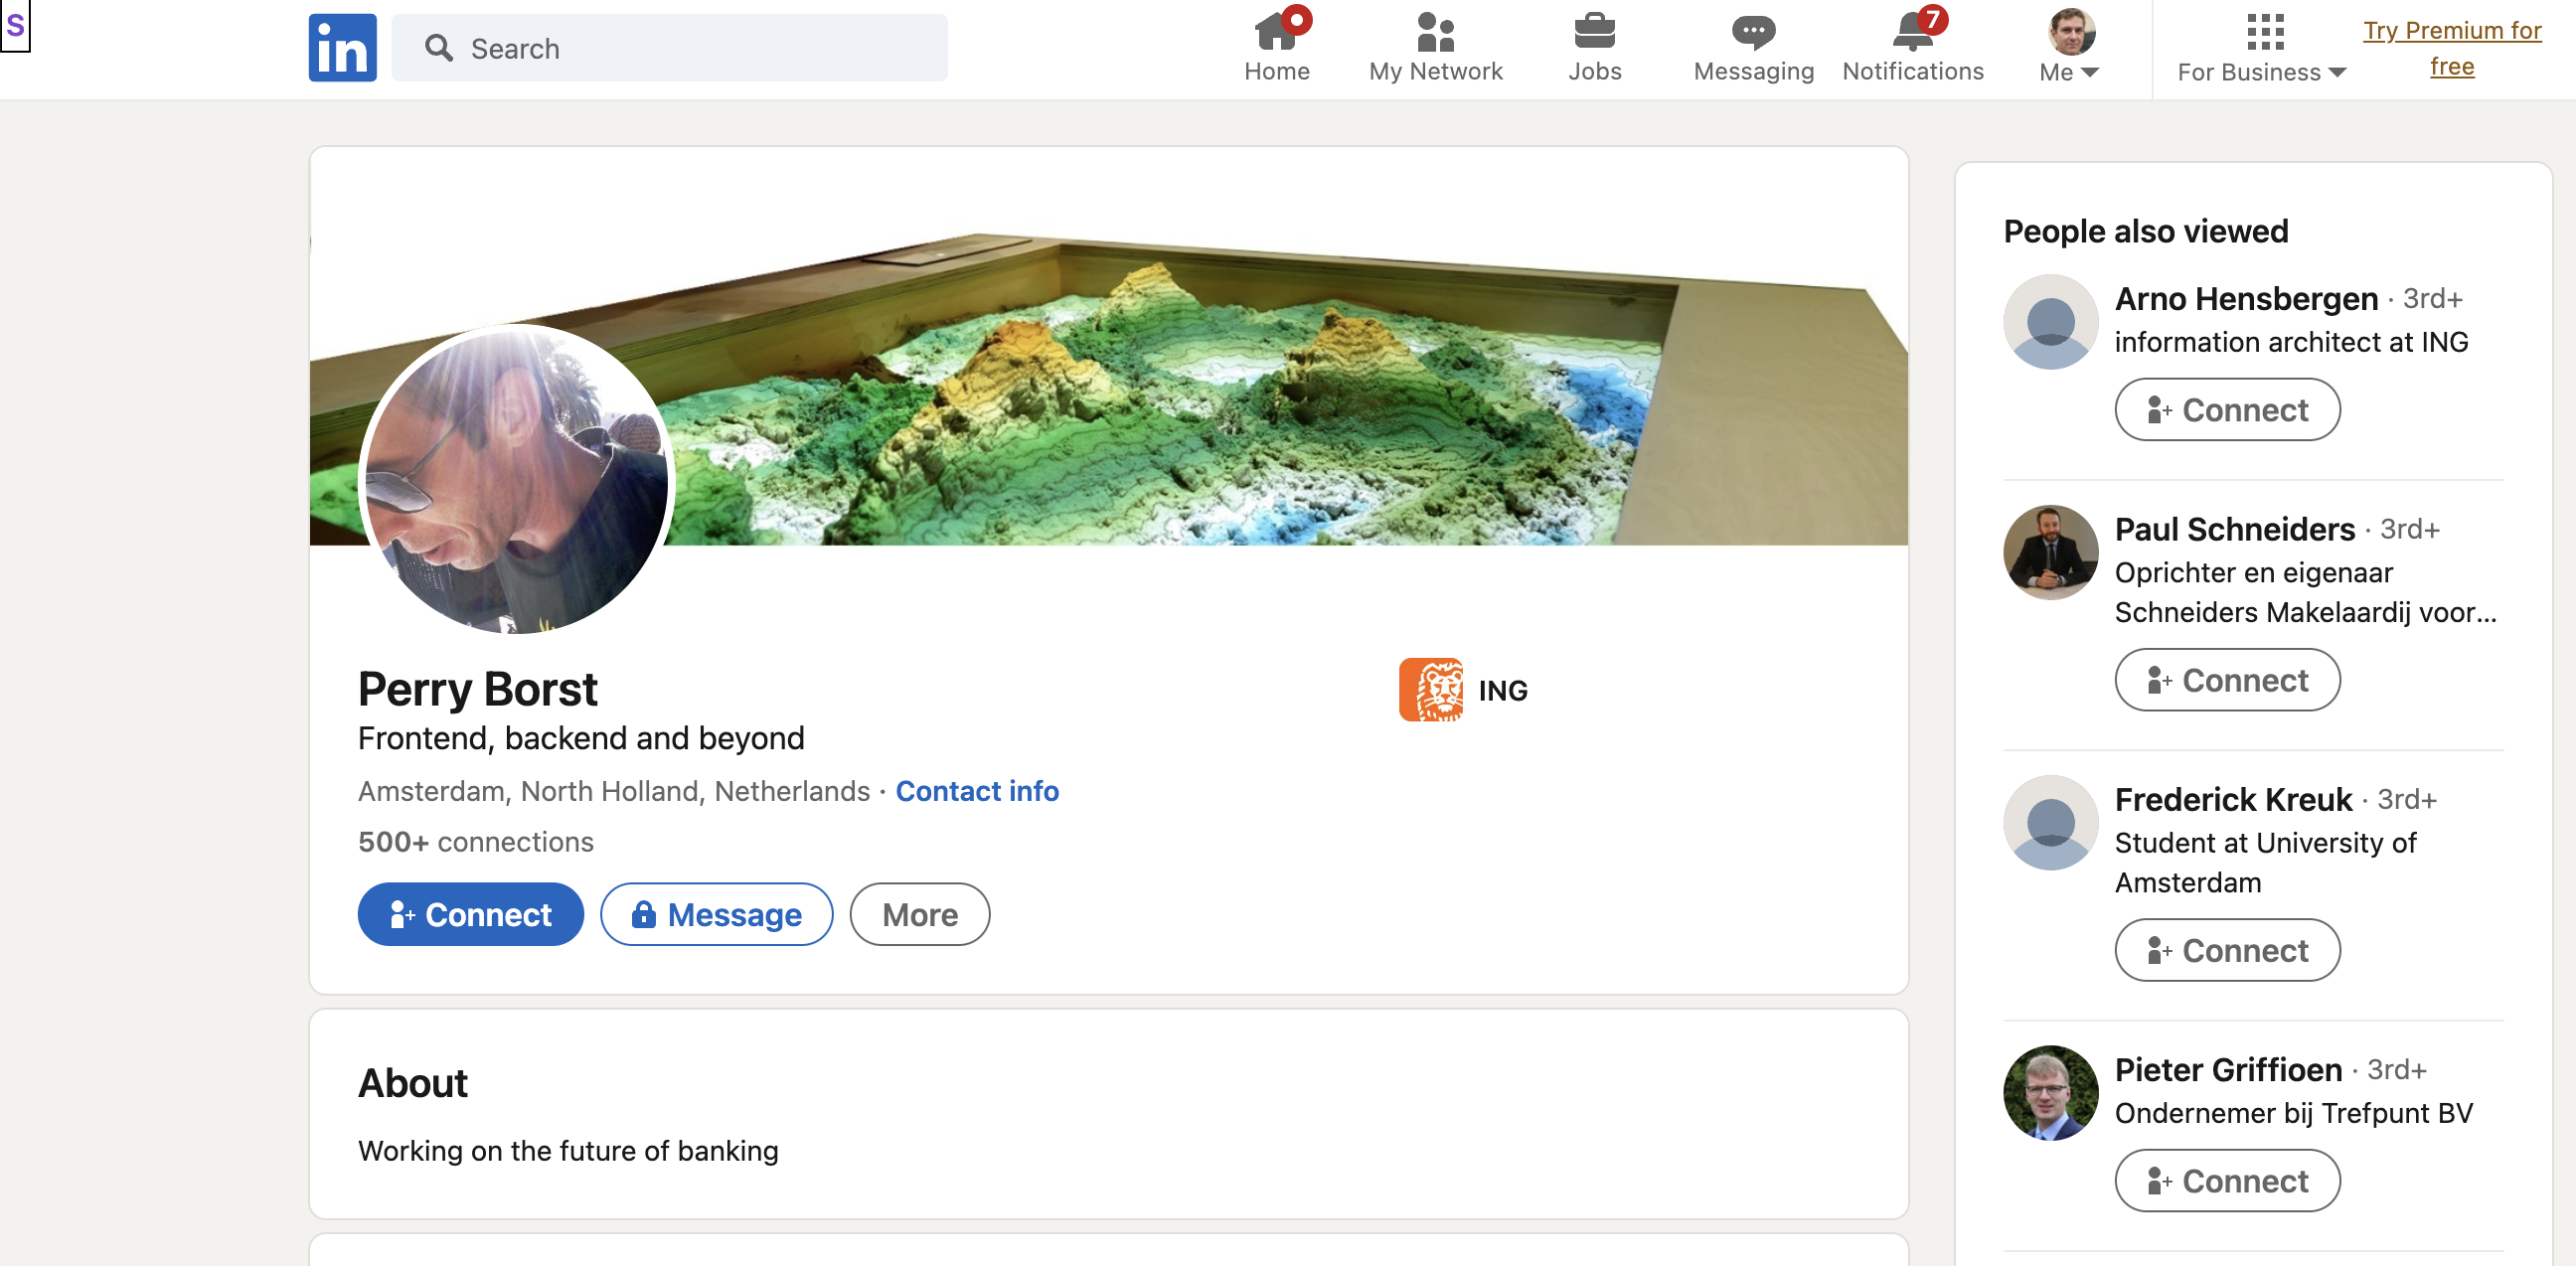 S
in
Search
Home
My Network
Jobs
Messaging
7
Notifications
Me
For Business
Try Premium for
free
Perry Borst
Frontend, backend and beyond
Amsterdam, North Holland, Netherlands · Contact info
500+ connections
Connect
Message
More
ING
About
Working on the future of banking
People also viewed
Arno Hensbergen · 3rd+
information architect at ING
Connect
Paul Schneiders · 3rd+
Oprichter en eigenaar
Schneiders Makelaardij voor...
Connect
Frederick Kreuk · 3rd+
Student at University of
Amsterdam
Connect
Pieter Griffioen · 3rd+
Ondernemer bij Trefpunt BV
Connect